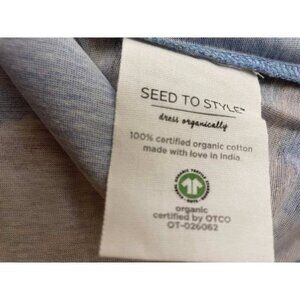 SEED TO STYLE™
dress organically
100% certified organic cotton
made with love in India
organic
certified by OTCO
OT-026062